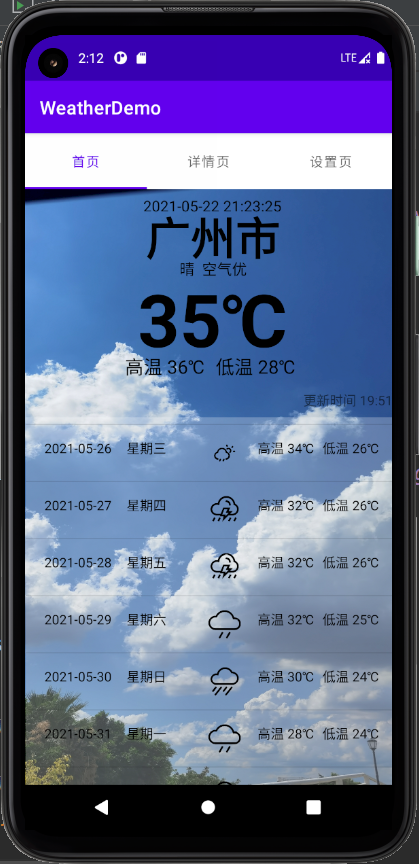 2:12 LTE
WeatherDemo
首页 详情页 设置页
2021-05-22 21:23:25
广州市
晴 空气优
35℃
高温 36℃ 低温 28℃
更新时间 19:51
2021-05-26 星期三 高温 34℃ 低温 26℃
2021-05-27 星期四 高温 32℃ 低温 26℃
2021-05-28 星期五 高温 32℃ 低温 26℃
2021-05-29 星期六 高温 32℃ 低温 25℃
2021-05-30 星期日 高温 30℃ 低温 24℃
2021-05-31 星期一 高温 28℃ 低温 24℃